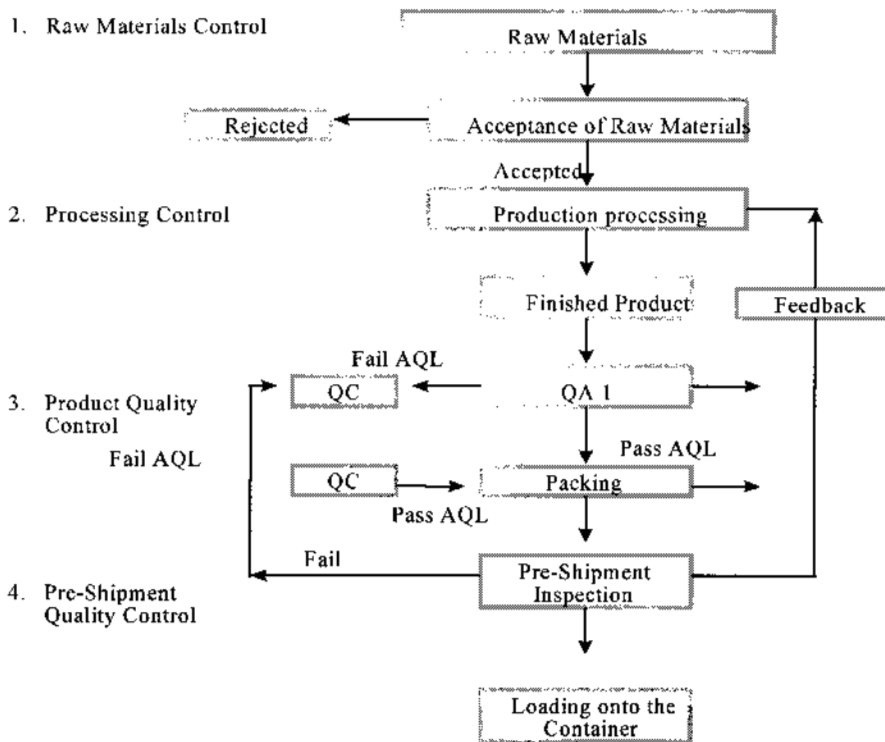 1. Raw Materials Control
Raw Materials
Rejected
Acceptance of Raw Materials
Accepted
2. Processing Control
Production processing
Finished Product
Feedback
Fail AQL
QC
QA 1
3. Product Quality
Control
Fail AQL
Pass AQL
QC
Packing
Pass AQL
Fail
Pre-Shipment
Inspection
4. Pre-Shipment
Quality Control
Loading onto the
Container